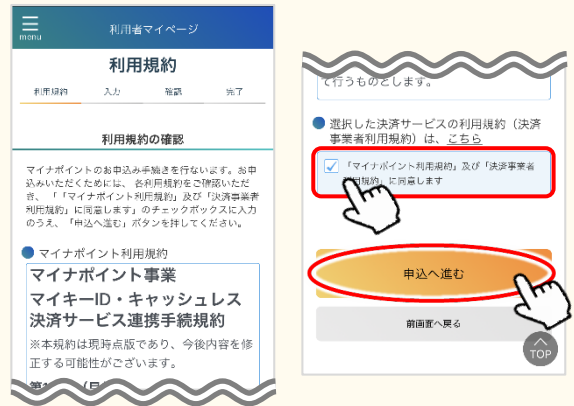 menu
利用者マイページ
利用規約
利用規約
入力
確認
完了
利用規約の確認
マイナポイントのお申込み手続きを行ないます。お申
込みいただくためには、各利用規約をご確認いただ
き、「「マイナポイント利用規約」及び「決済事業者
利用規約」に同意します」のチェックボックスに入力
のうえ、「申込へ進む」ボタンを押してください。
マイナポイント利用規約
マイナポイント事業
マイキーID・キャッシュレス
決済サービス連携手続規約
※本規約は現時点版であり、今後内容を修
正する可能性がございます。
て行うものとします。
選択した決済サービスの利用規約（決済
事業者利用規約）は、こちら
「マイナポイント利用規約」及び「決済事業者
利用規約」に同意します
申込へ進む
前画面へ戻る
TOP